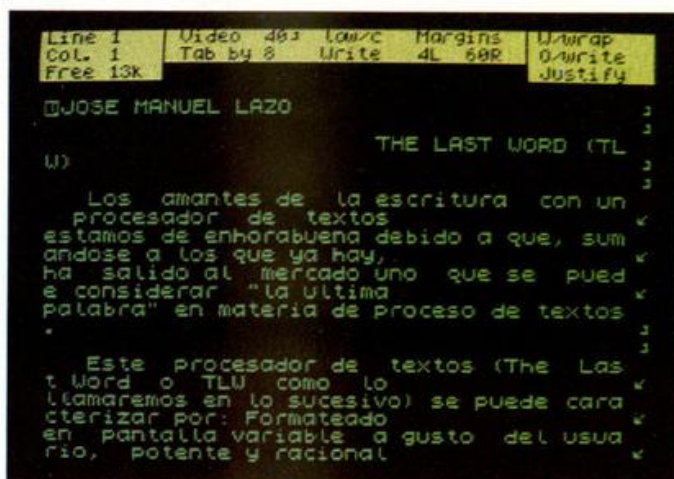 Line 1 Video 40 low/c Margins W/wrap
Col. 1 Tab by 8 Write 4L 60R O/write
Free 13k Justify
JOSE MANUEL LAZO
THE LAST WORD (TL
W)
Los amantes de la escritura con un
procesador de textos
estamos de enhorabuena debido a que, sum
andose a los que ya hay,
ha salido al mercado uno que se pued
e considerar "la ultima
palabra" en materia de proceso de textos
.
Este procesador de textos (The Las
t Word o TLW como lo
llamaremos en lo sucesivo) se puede cara
cterizar por: Formateado
en pantalla variable a gusto del usua
rio, potente y racional